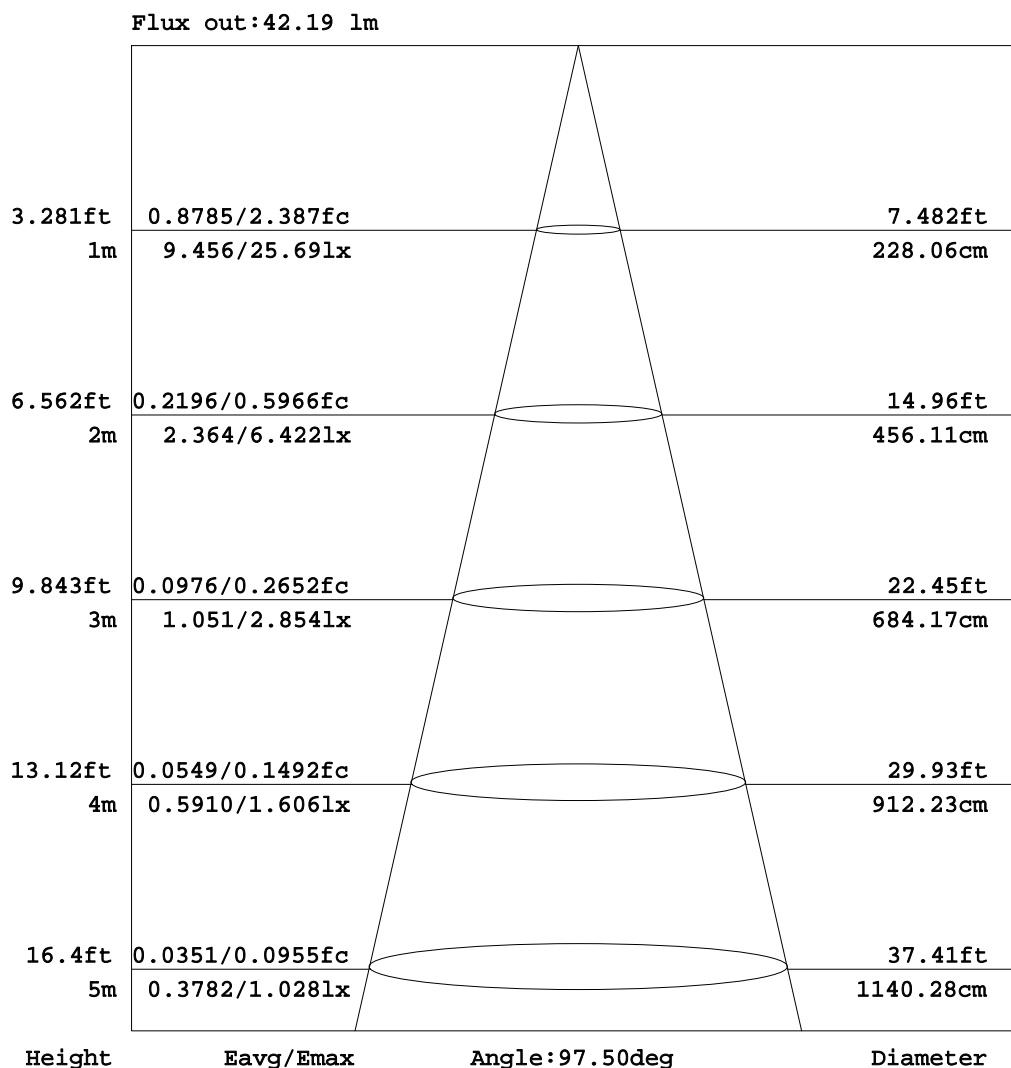 Flux out:42.19 lm
3.281ft 0.8785/2.387fc 7.482ft
1m 9.456/25.69lx 228.06cm
6.562ft 0.2196/0.5966fc 14.96ft
2m 2.364/6.422lx 456.11cm
9.843ft 0.0976/0.2652fc 22.45ft
3m 1.051/2.854lx 684.17cm
13.12ft 0.0549/0.1492fc 29.93ft
4m 0.5910/1.606lx 912.23cm
16.4ft 0.0351/0.0955fc 37.41ft
5m 0.3782/1.028lx 1140.28cm
Height Eavg/Emax Angle:97.50deg Diameter